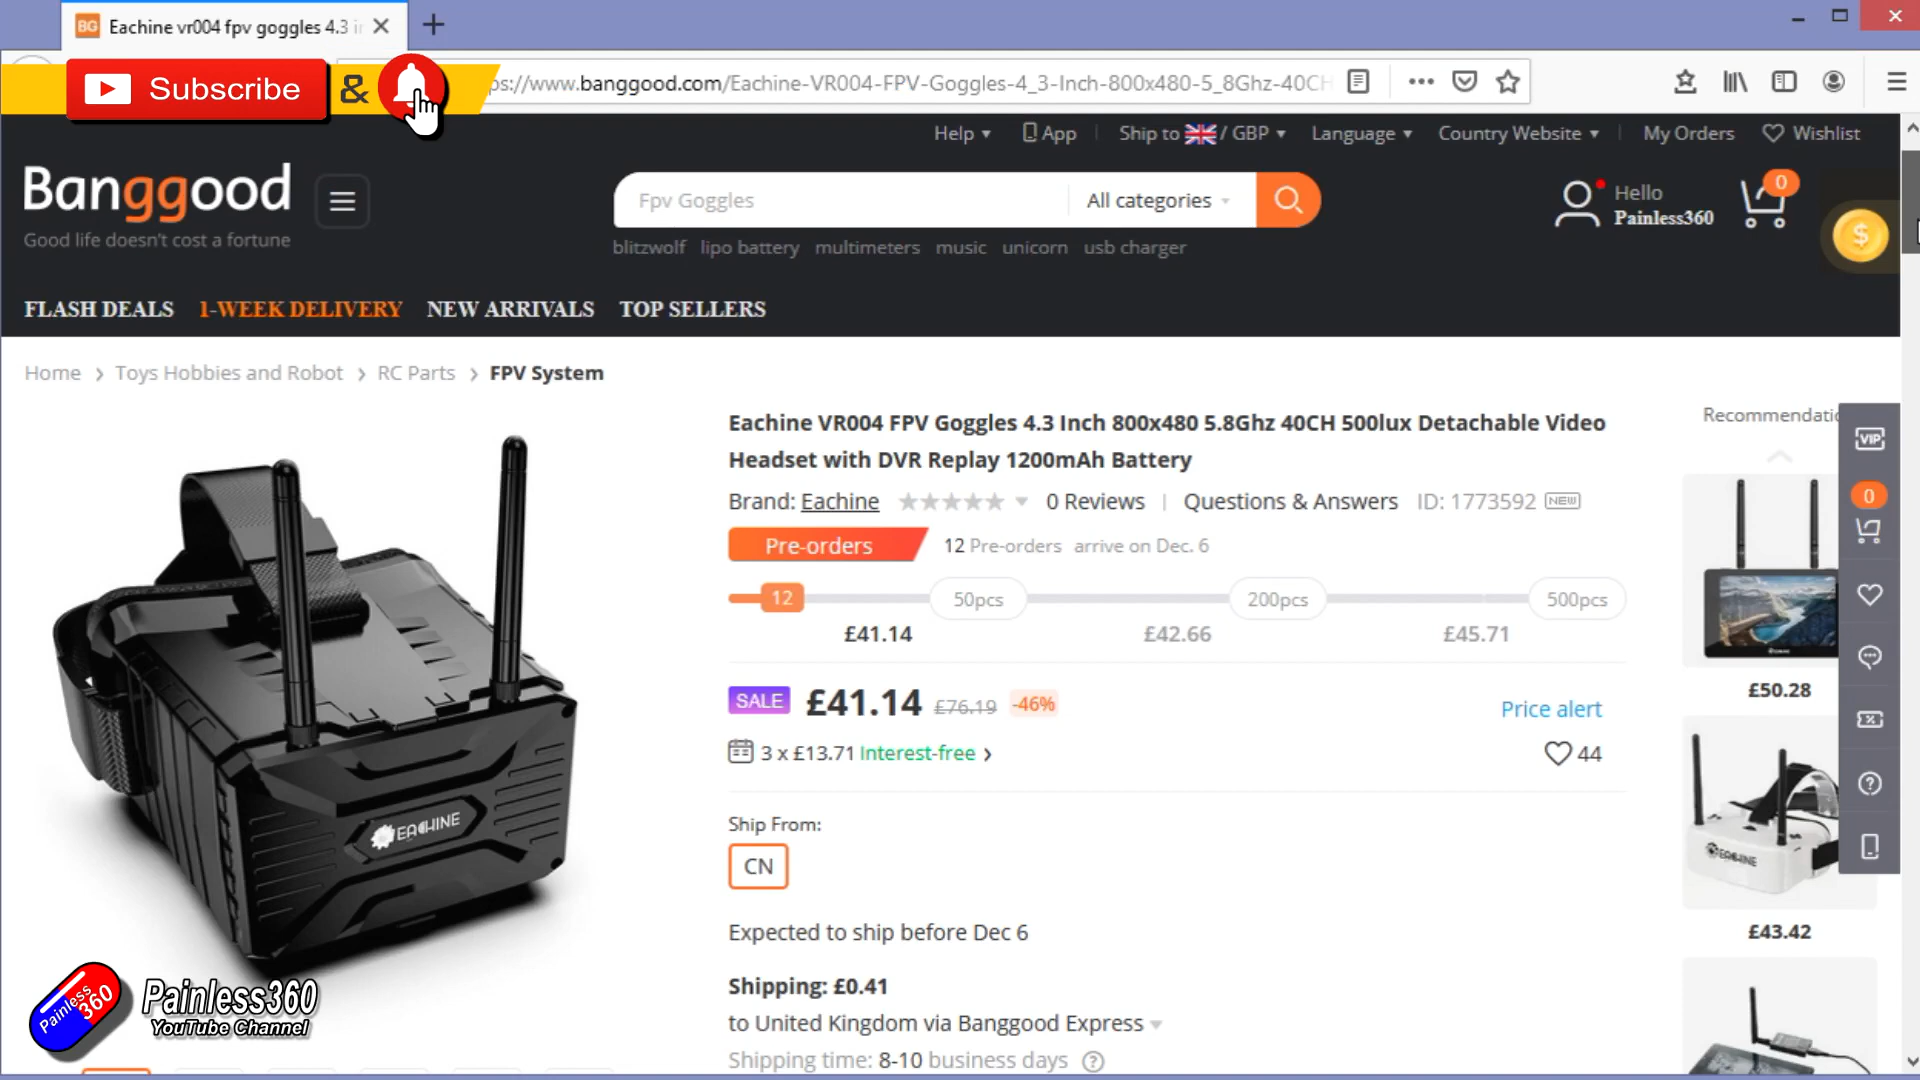 BG Eachine vr004 fpv goggles 4.3
Subscribe &
ps://www.banggood.com/Eachine-VR004-FPV-Goggles-4_3-Inch-800x480-5_8Ghz-40CH
Help App Ship to / GBP Language Country Website My Orders Wishlist
Banggood
Good life doesn't cost a fortune
Fpv Goggles All categories
blitzwolf lipo battery multimeters music unicorn usb charger
Hello
Painless360
0
$
FLASH DEALS 1-WEEK DELIVERY NEW ARRIVALS TOP SELLERS
Home > Toys Hobbies and Robot > RC Parts > FPV System
Eachine VR004 FPV Goggles 4.3 Inch 800x480 5.8Ghz 40CH 500lux Detachable Video
Headset with DVR Replay 1200mAh Battery
Brand: Eachine 0 Reviews | Questions & Answers ID: 1773592 NEW
Pre-orders 12 Pre-orders arrive on Dec. 6
12 50pcs 200pcs 500pcs
£41.14 £42.66 £45.71
SALE £41.14 £76.19 -46%
Price alert
3 x £13.71 Interest-free >
44
Ship From:
CN
Expected to ship before Dec 6
Shipping: £0.41
to United Kingdom via Banggood Express
Shipping time: 8-10 business days ?
Recommendatio
£50.28
EACHINE
£43.42
VIP
0
EACHINE
Painless 360
Painless360
YouTube Channel